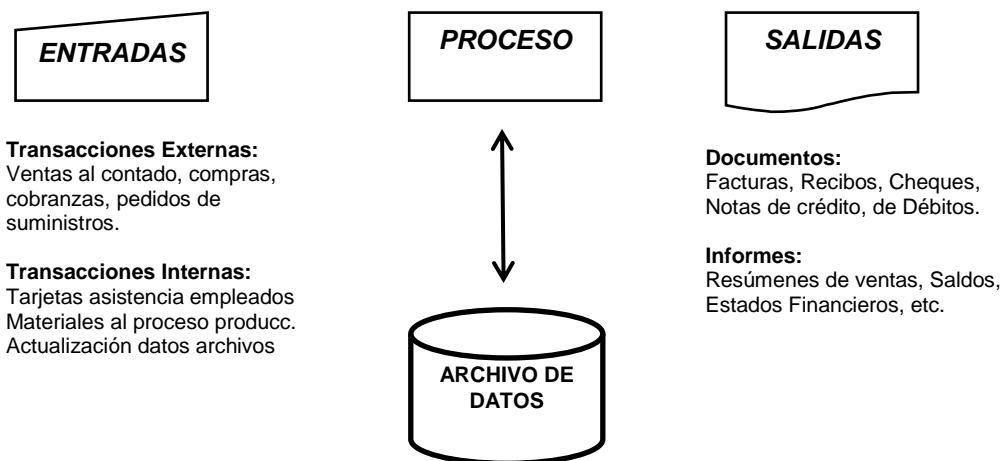 ENTRADAS
PROCESO
SALIDAS
Transacciones Externas:
Ventas al contado, compras,
cobranzas, pedidos de
suministros.
Transacciones Internas:
Tarjetas asistencia empleados
Materiales al proceso producc.
Actualización datos archivos
ARCHIVO DE
DATOS
Documentos:
Facturas, Recibos, Cheques,
Notas de crédito, de Débitos.
Informes:
Resúmenes de ventas, Saldos,
Estados Financieros, etc.